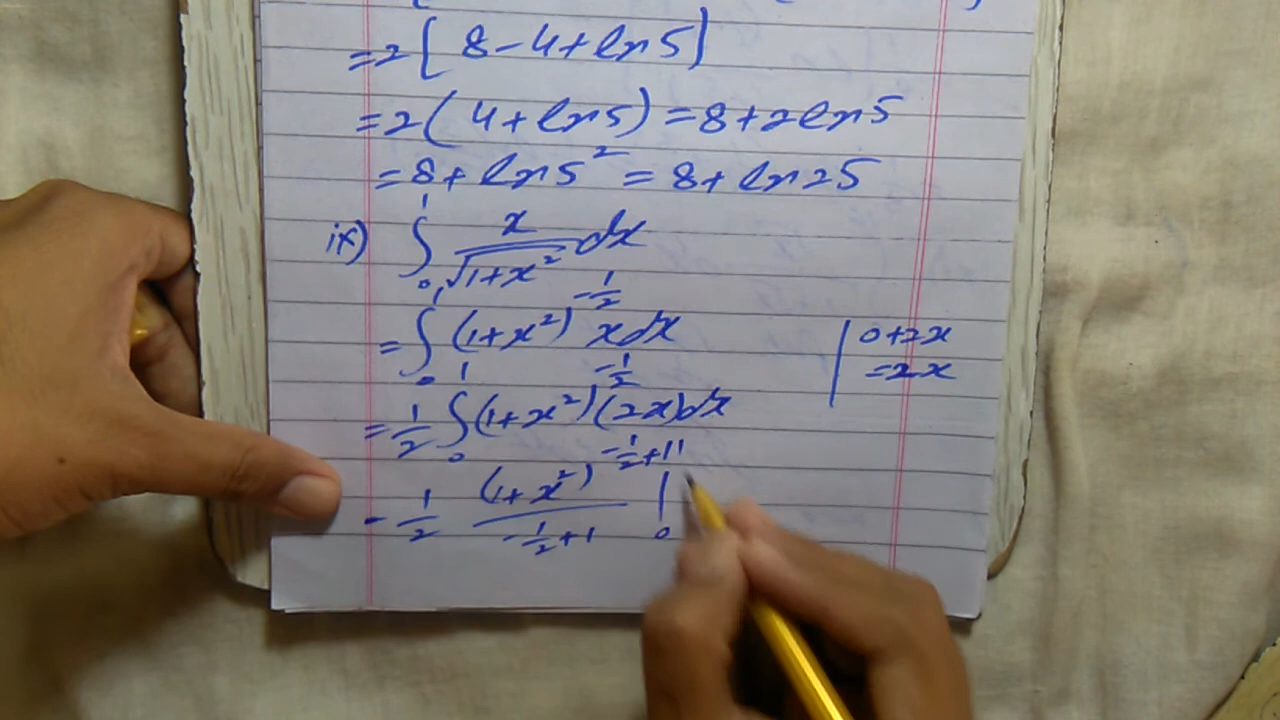 =2[ 8-4+ln5]
=2( 4+ln5)=8+2ln5
=8+ln5² = 8+ln25
ix) ∫₀¹ x/√(1+x²) dx
=∫₀¹ (1+x²)^(-1/2) xdx | 0+2x
=2x
=1/2 ∫₀¹ (1+x²)^(-1/2) (2x)dx
- 1/2 (1+x²)^(-1/2+1)/(-1/2+1) |₀¹